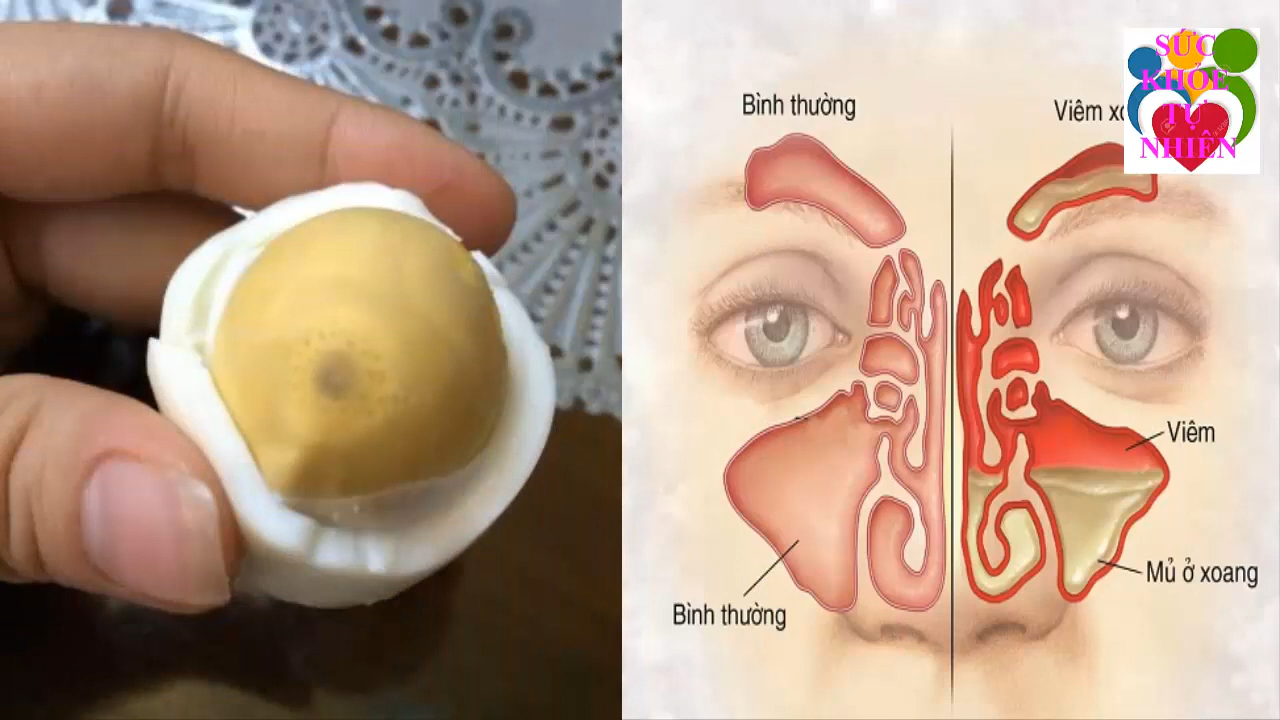 Bình thường
Viêm
SỨC
KHỎE
TỰ
NHIÊN
Viêm
Mủ ở xoang
Bình thường